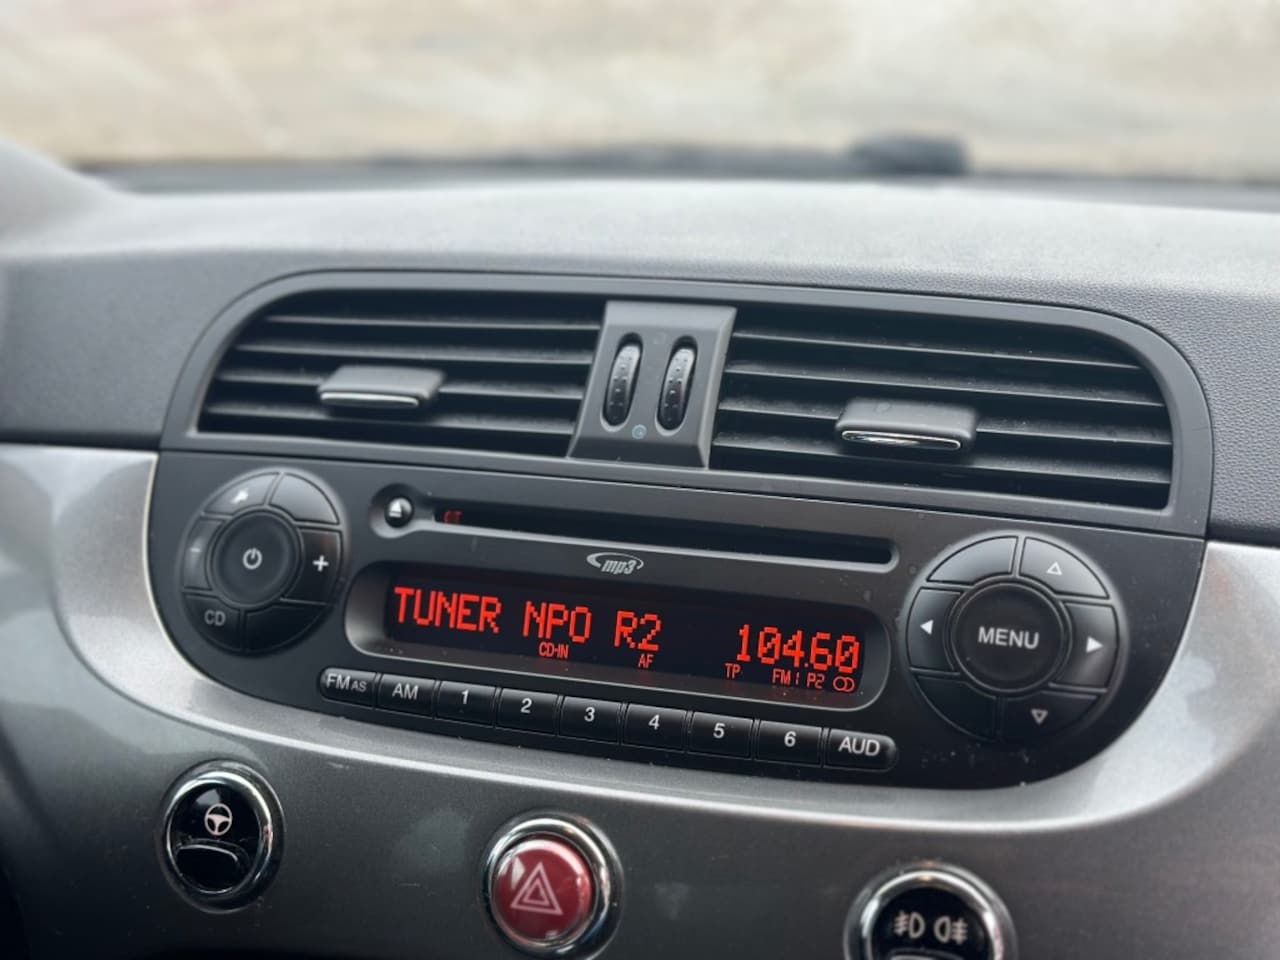 mp3
TUNER NPO R2 104.60
CD-IN AF TP FM1 P2
CD
MENU
FM AS AM 1 2 3 4 5 6 AUD